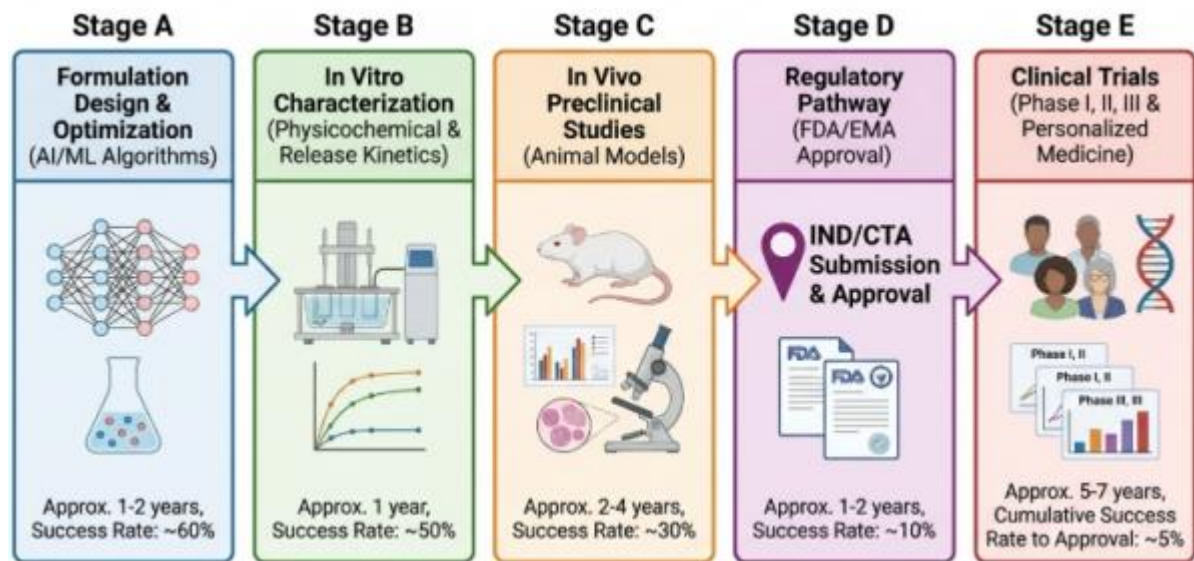 Stage A
Formulation
Design &
Optimization
(AI/ML Algorithms)
Approx. 1-2 years,
Success Rate: ~60%
Stage B
In Vitro
Characterization
(Physicochemical &
Release Kinetics)
Approx. 1 year,
Success Rate: ~50%
Stage C
In Vivo
Preclinical
Studies
(Animal Models)
Approx. 2-4 years,
Success Rate: ~30%
Stage D
Regulatory
Pathway
(FDA/EMA
Approval)
IND/CTA
Submission
& Approval
FDA
FDA
Approx. 1-2 years,
Success Rate: ~10%
Stage E
Clinical Trials
(Phase I, II, III &
Personalized
Medicine)
Phase I, II
Phase I, II
Phase III, III
Approx. 5-7 years,
Cumulative Success
Rate to Approval: ~5%